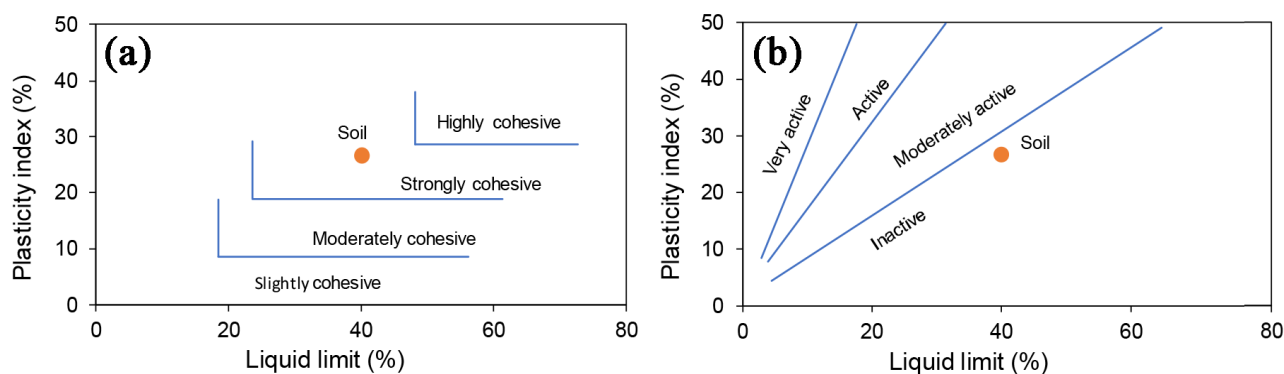 (a)
Plasticity index (%)
50
40
30
20
10
0
Soil
Highly cohesive
Strongly cohesive
Moderately cohesive
Slightly cohesive
0 20 40 60 80
Liquid limit (%)
(b)
Plasticity index (%)
50
40
30
20
10
0
Very active
Active
Moderately active
Soil
Inactive
0 20 40 60 80
Liquid limit (%)